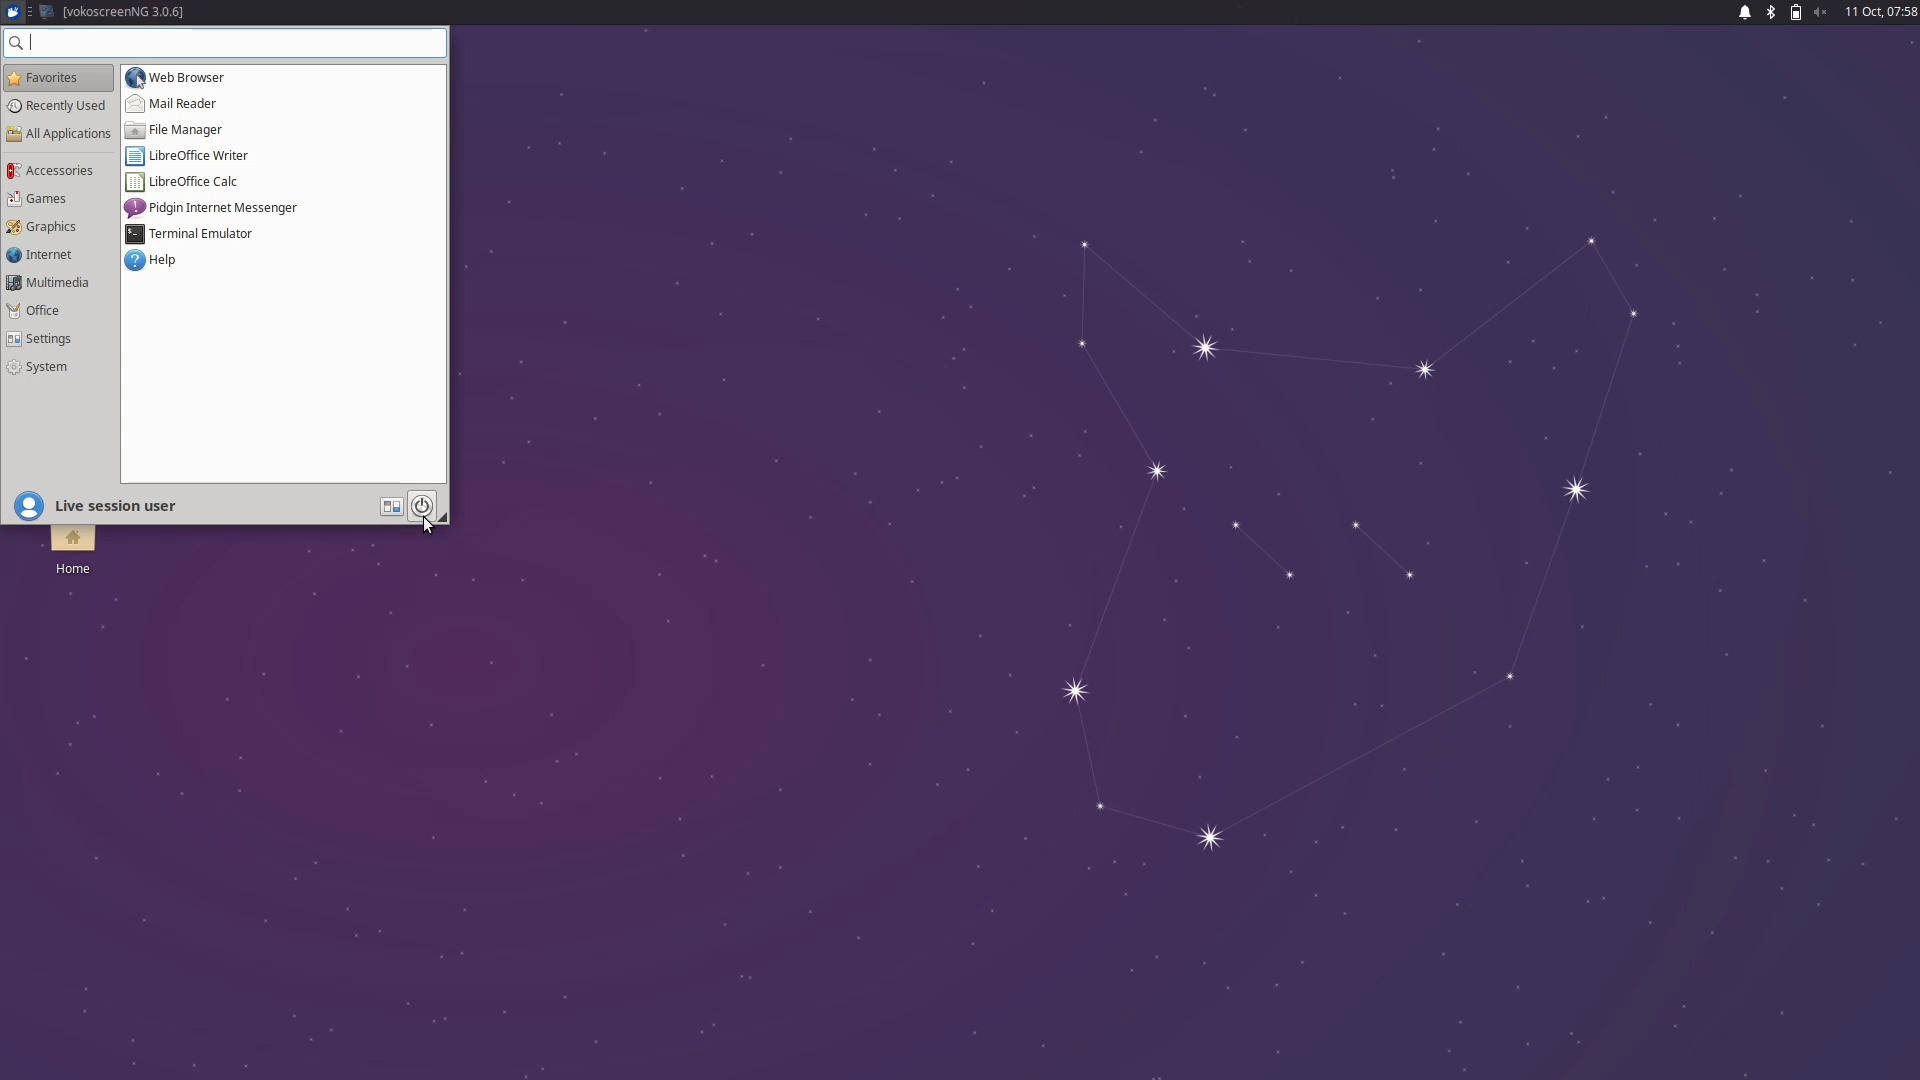 [vokoscreenNG 3.0.6]
11 Oct, 07:58
Favorites
Recently Used
All Applications
Accessories
Games
Graphics
Internet
Multimedia
Office
Settings
System
Web Browser
Mail Reader
File Manager
LibreOffice Writer
LibreOffice Calc
Pidgin Internet Messenger
Terminal Emulator
Help
Live session user
Home